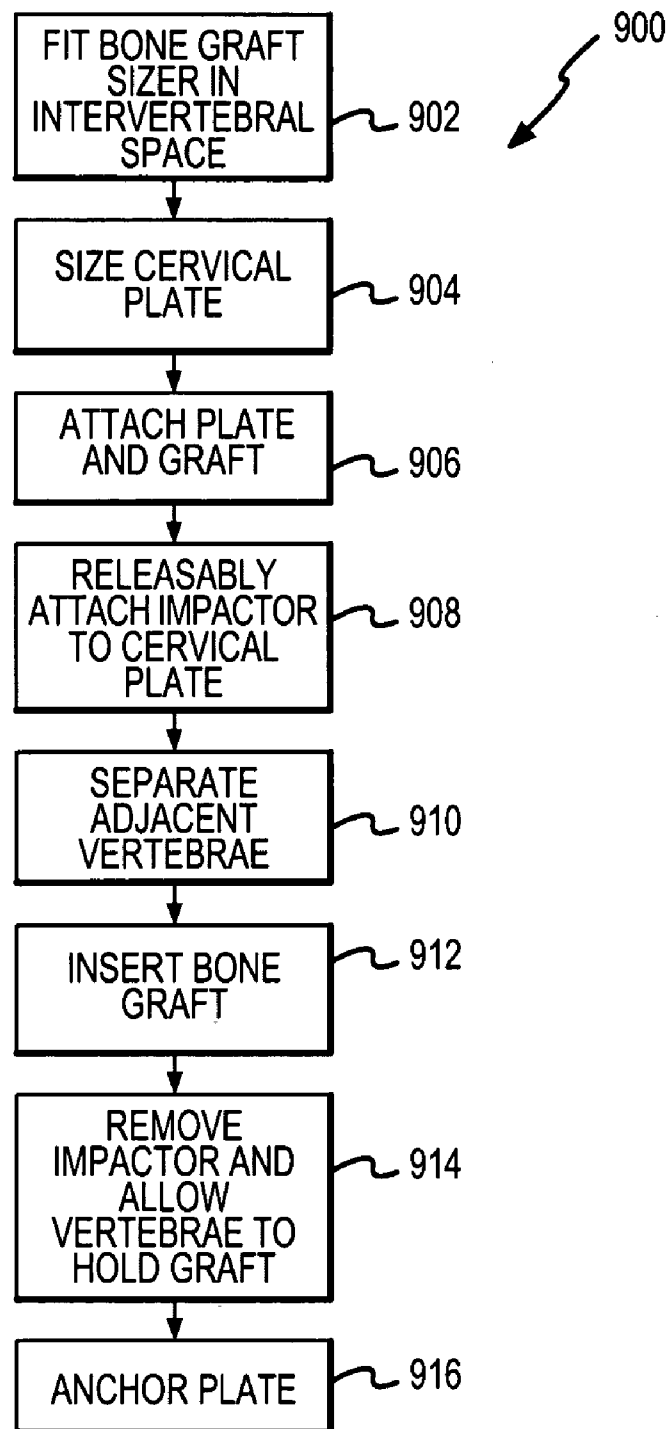 900
FIT BONE GRAFT
SIZER IN
INTERVERTEBRAL
SPACE
902
SIZE CERVICAL
PLATE
904
ATTACH PLATE
AND GRAFT
906
RELEASABLY
ATTACH IMPACTOR
TO CERVICAL
PLATE
908
SEPARATE
ADJACENT
VERTEBRAE
910
INSERT BONE
GRAFT
912
REMOVE
IMPACTOR AND
ALLOW
VERTEBRAE TO
HOLD GRAFT
914
ANCHOR PLATE
916